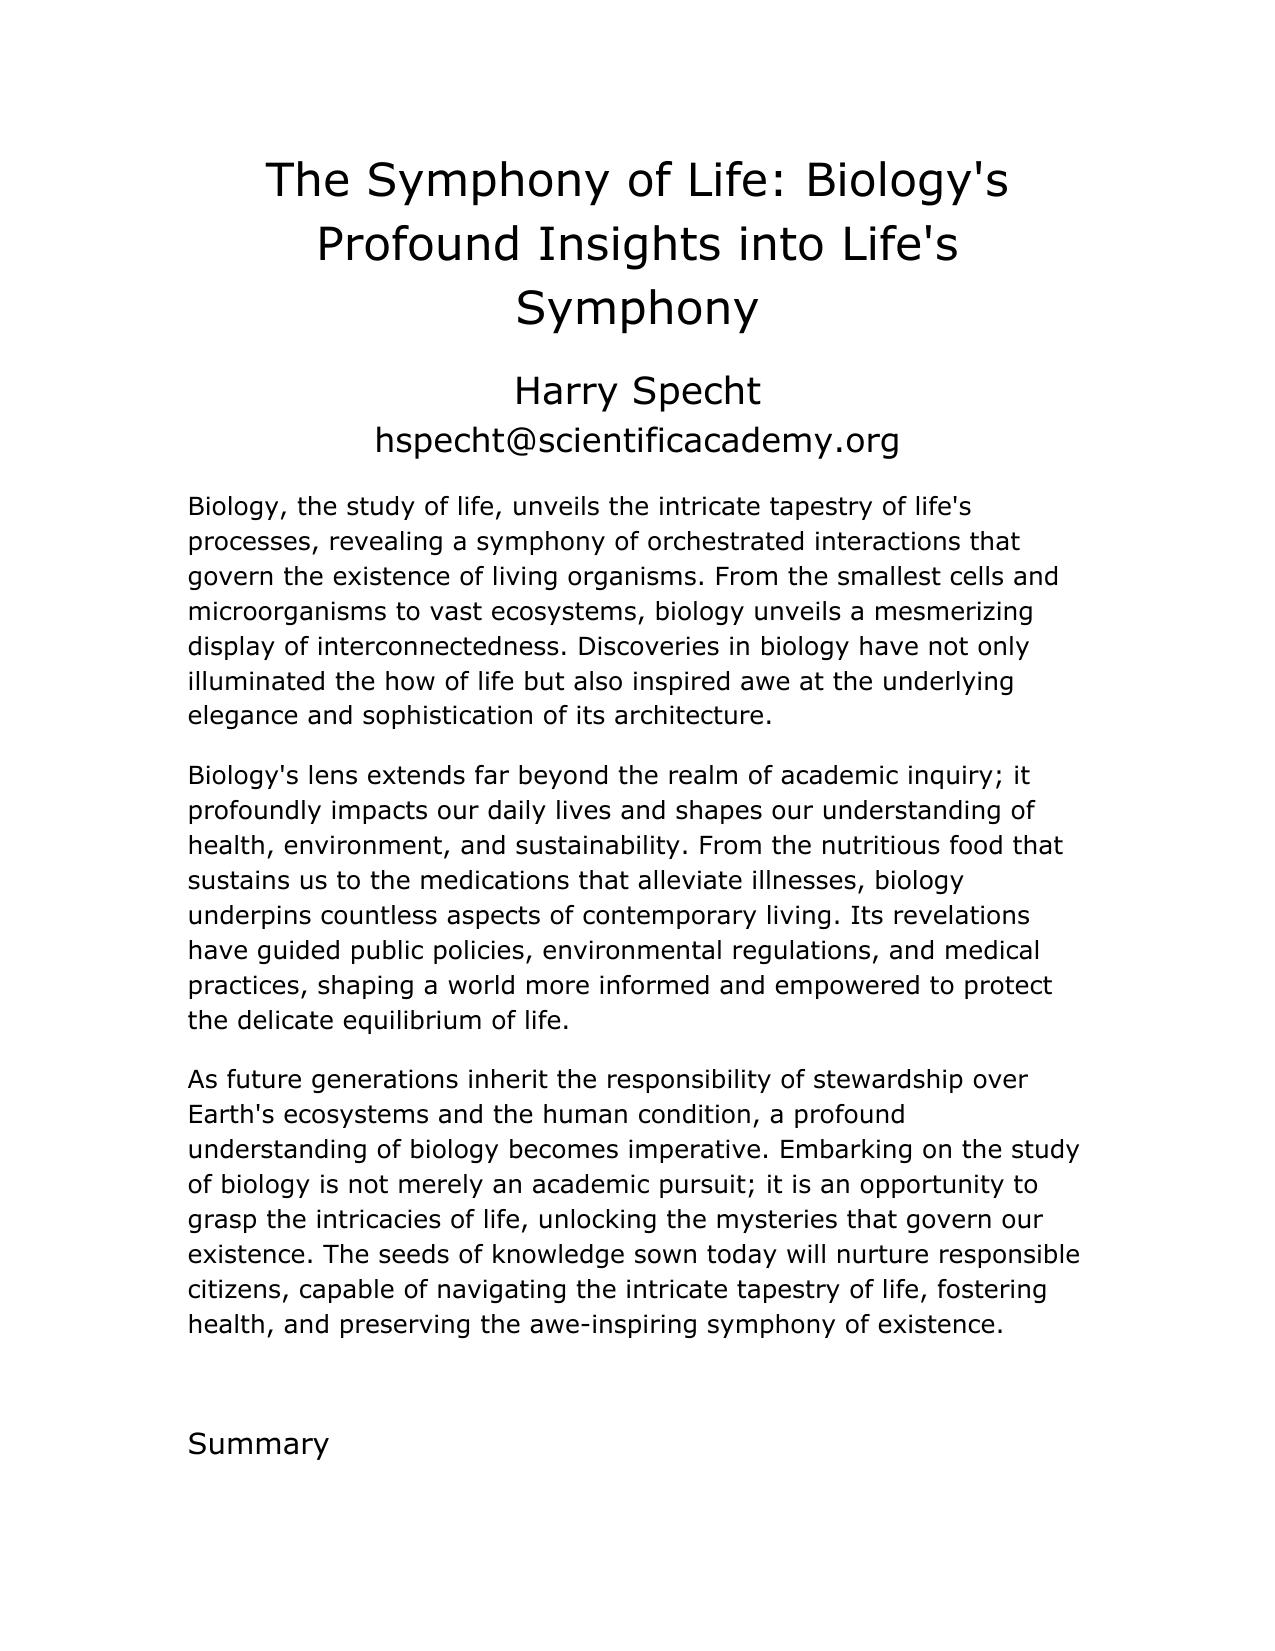 The Symphony of Life: Biology's
Profound Insights into Life's
Symphony
Harry Specht
hspecht@scientificacademy.org
Biology, the study of life, unveils the intricate tapestry of life's
processes, revealing a symphony of orchestrated interactions that
govern the existence of living organisms. From the smallest cells and
microorganisms to vast ecosystems, biology unveils a mesmerizing
display of interconnectedness. Discoveries in biology have not only
illuminated the how of life but also inspired awe at the underlying
elegance and sophistication of its architecture.
Biology's lens extends far beyond the realm of academic inquiry; it
profoundly impacts our daily lives and shapes our understanding of
health, environment, and sustainability. From the nutritious food that
sustains us to the medications that alleviate illnesses, biology
underpins countless aspects of contemporary living. Its revelations
have guided public policies, environmental regulations, and medical
practices, shaping a world more informed and empowered to protect
the delicate equilibrium of life.
As future generations inherit the responsibility of stewardship over
Earth's ecosystems and the human condition, a profound
understanding of biology becomes imperative. Embarking on the study
of biology is not merely an academic pursuit; it is an opportunity to
grasp the intricacies of life, unlocking the mysteries that govern our
existence. The seeds of knowledge sown today will nurture responsible
citizens, capable of navigating the intricate tapestry of life, fostering
health, and preserving the awe-inspiring symphony of existence.
Summary